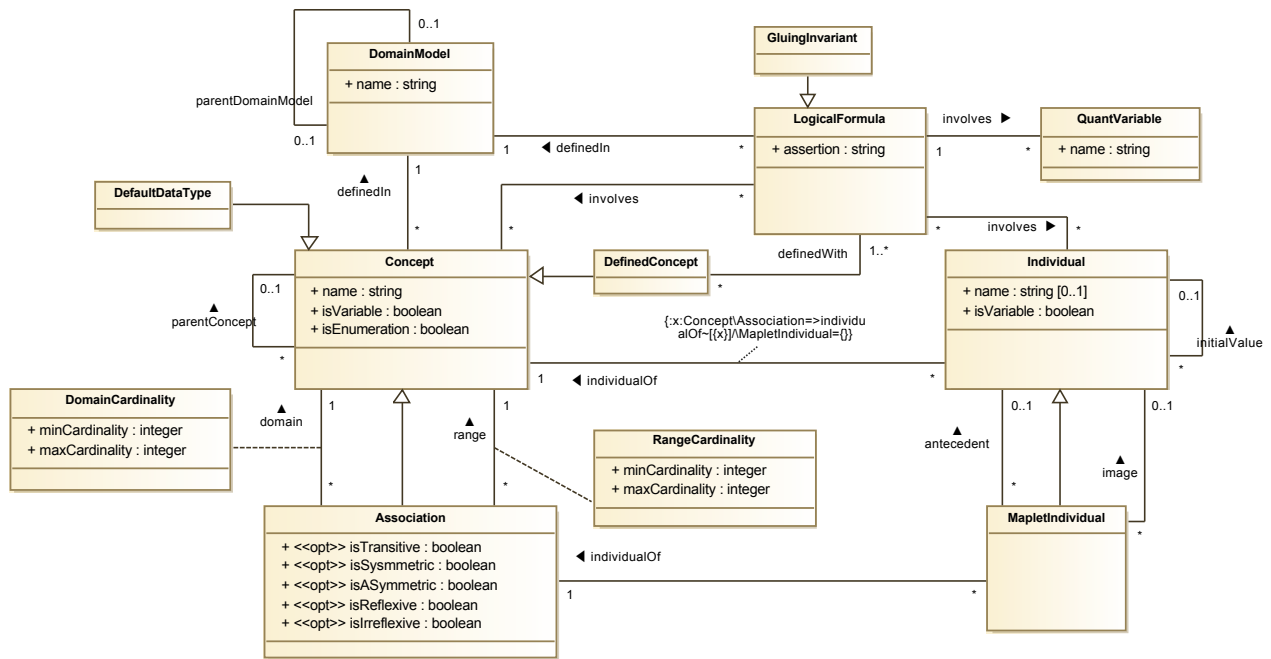 0..1
GluingInvariant
DomainModel
+ name : string
parentDomainModel
0..1
LogicalFormula
+ assertion : string
involves ►
1
*
QuantVariable
+ name : string
1
◄ definedIn
*
1
▲
definedIn
*
DefaultDataType
◄ involves
*
*
involves ►
*
*
definedWith
1..*
Concept
+ name : string
+ isVariable : boolean
+ isEnumeration : boolean
0..1
▲
parentConcept
*
DefinedConcept
*
Individual
+ name : string [0..1]
+ isVariable : boolean
0..1
▲
initialValue
*
{:x:Concept\Association=>individu
alOf~[{x}]/\MapletIndividual={}}
1
◄ individualOf
*
DomainCardinality
+ minCardinality : integer
+ maxCardinality : integer
▲
domain
1
*
1
▲
range
*
RangeCardinality
+ minCardinality : integer
+ maxCardinality : integer
0..1
▲
antecedent
*
0..1
▲
image
*
Association
+ <<opt>> isTransitive : boolean
+ <<opt>> isSysmmetric : boolean
+ <<opt>> isASymmetric : boolean
+ <<opt>> isReflexive : boolean
+ <<opt>> isIrreflexive : boolean
◄ individualOf
1
*
MapletIndividual